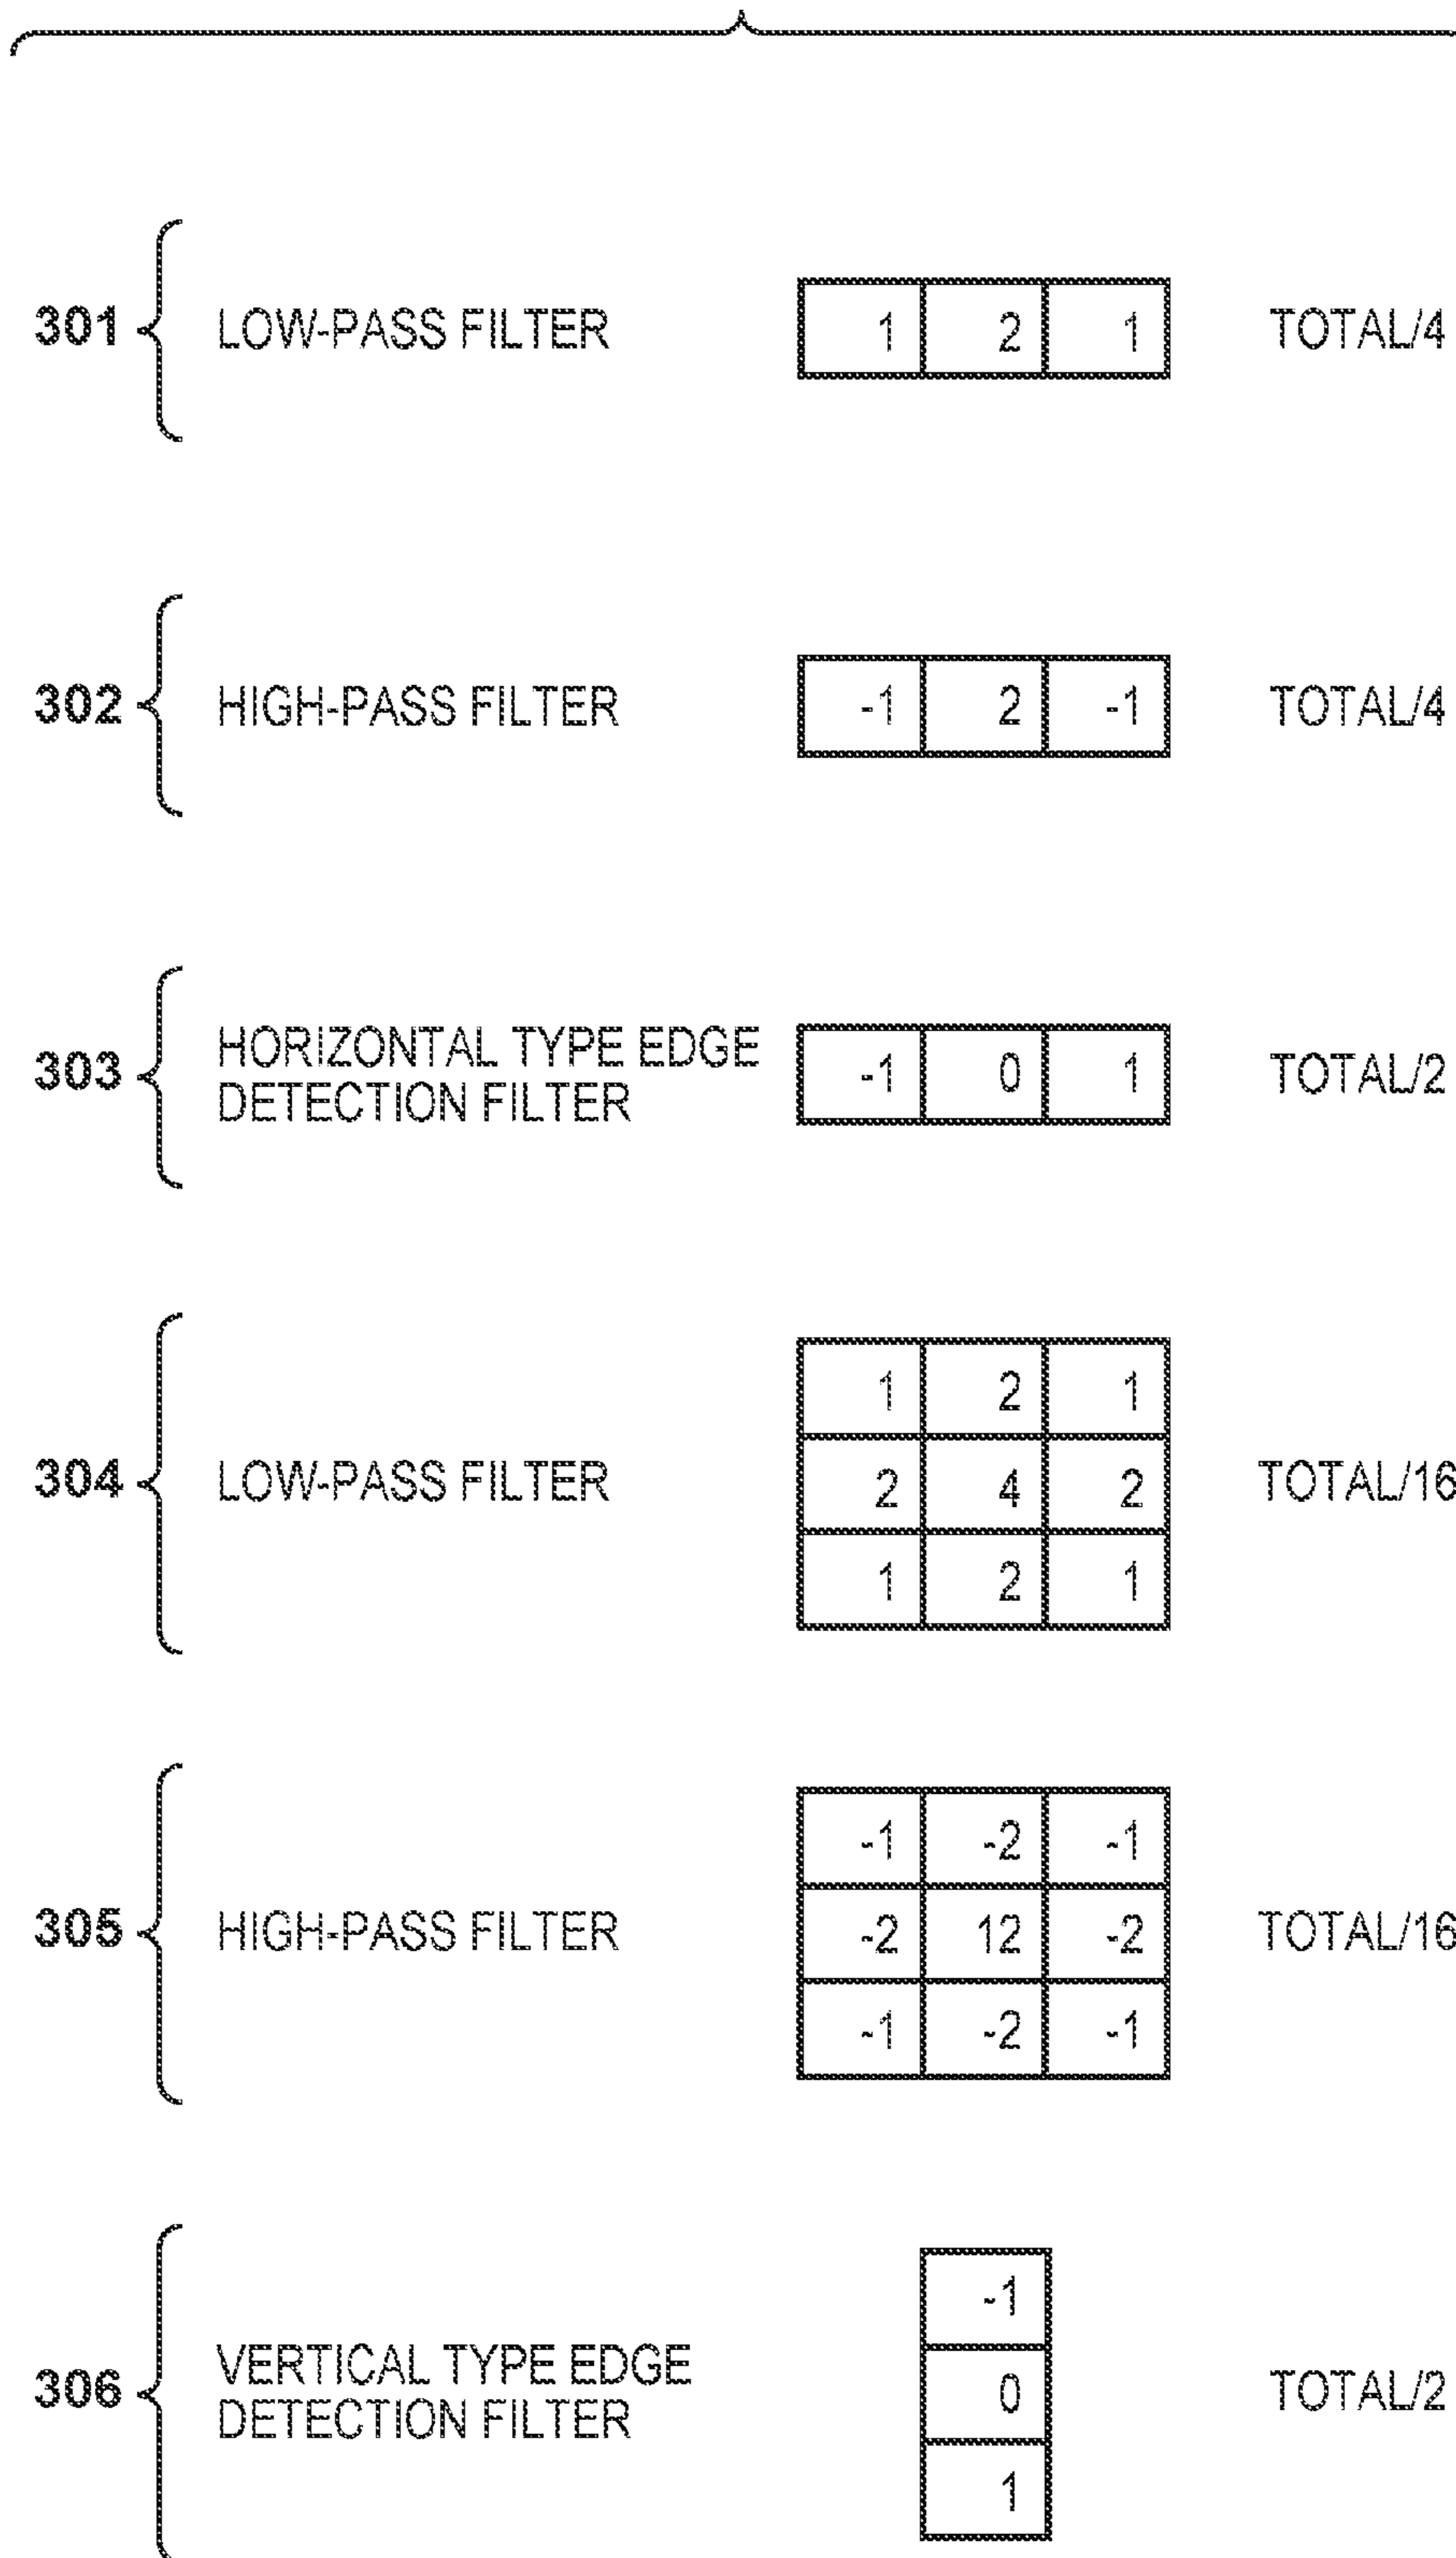 301 LOW-PASS FILTER 1 2 1 TOTAL/4
302 HIGH-PASS FILTER -1 2 -1 TOTAL/4
303 HORIZONTAL TYPE EDGE
DETECTION FILTER -1 0 1 TOTAL/2
1 2 1
304 LOW-PASS FILTER 2 4 2 TOTAL/16
1 2 1
-1 -2 -1
305 HIGH-PASS FILTER -2 12 -2 TOTAL/16
-1 -2 -1
-1
306 VERTICAL TYPE EDGE
DETECTION FILTER 0 TOTAL/2
1